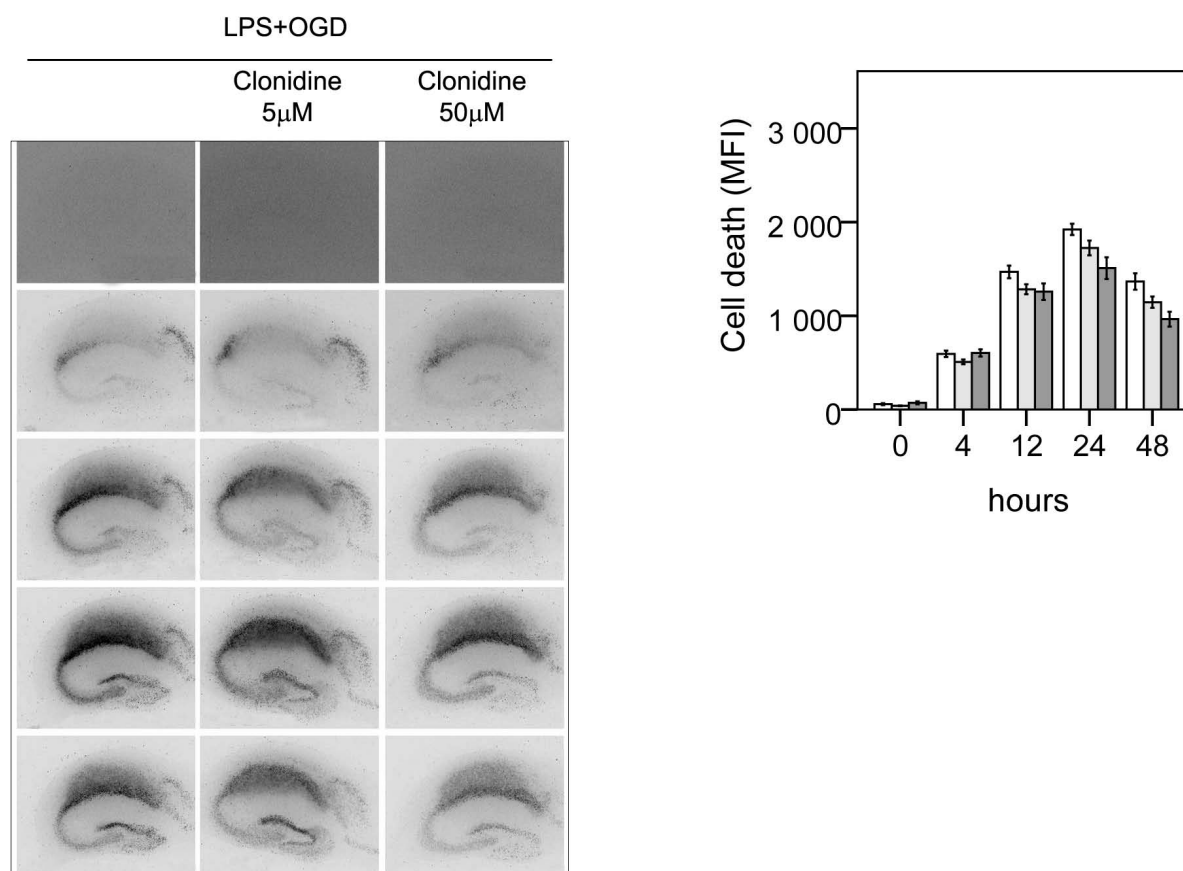 LPS+OGD
Clonidine
5μM
Clonidine
50μM
Cell death (MFI)
3 000
2 000
1 000
0
0 4 12 24 48
hours